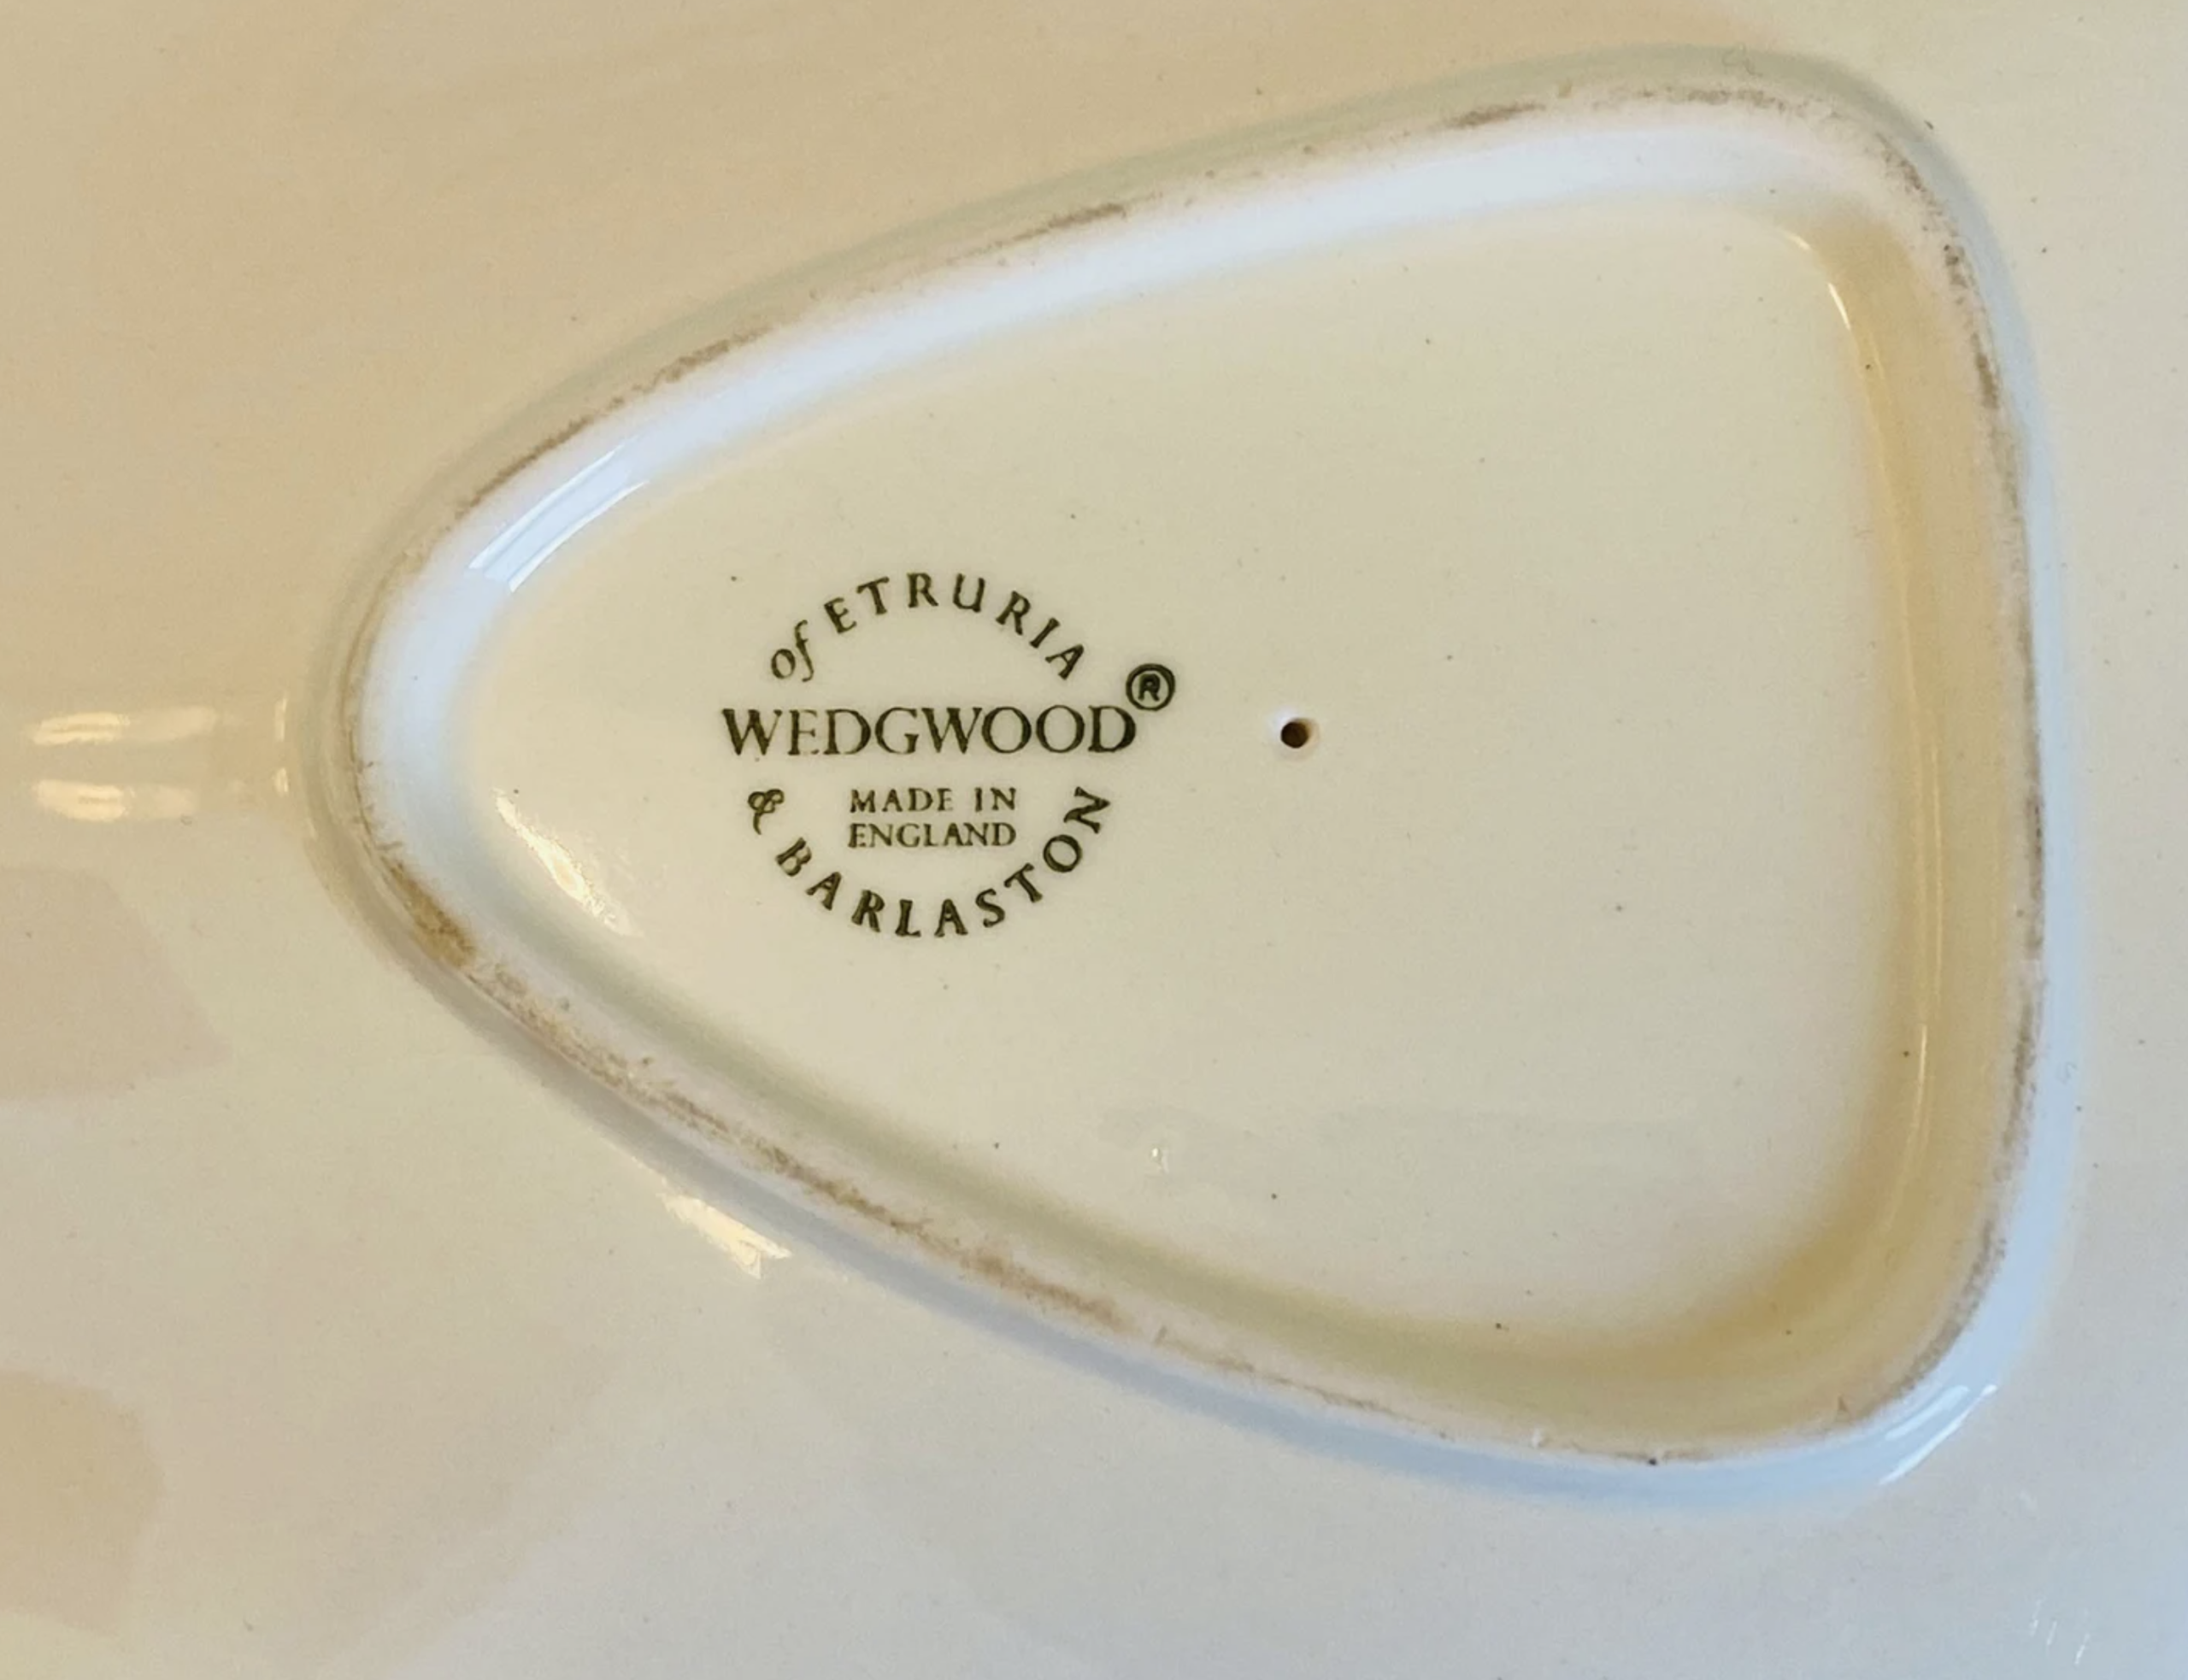 of ETRURIA
WEDGWOOD®
MADE IN
ENGLAND
& BARLASTON